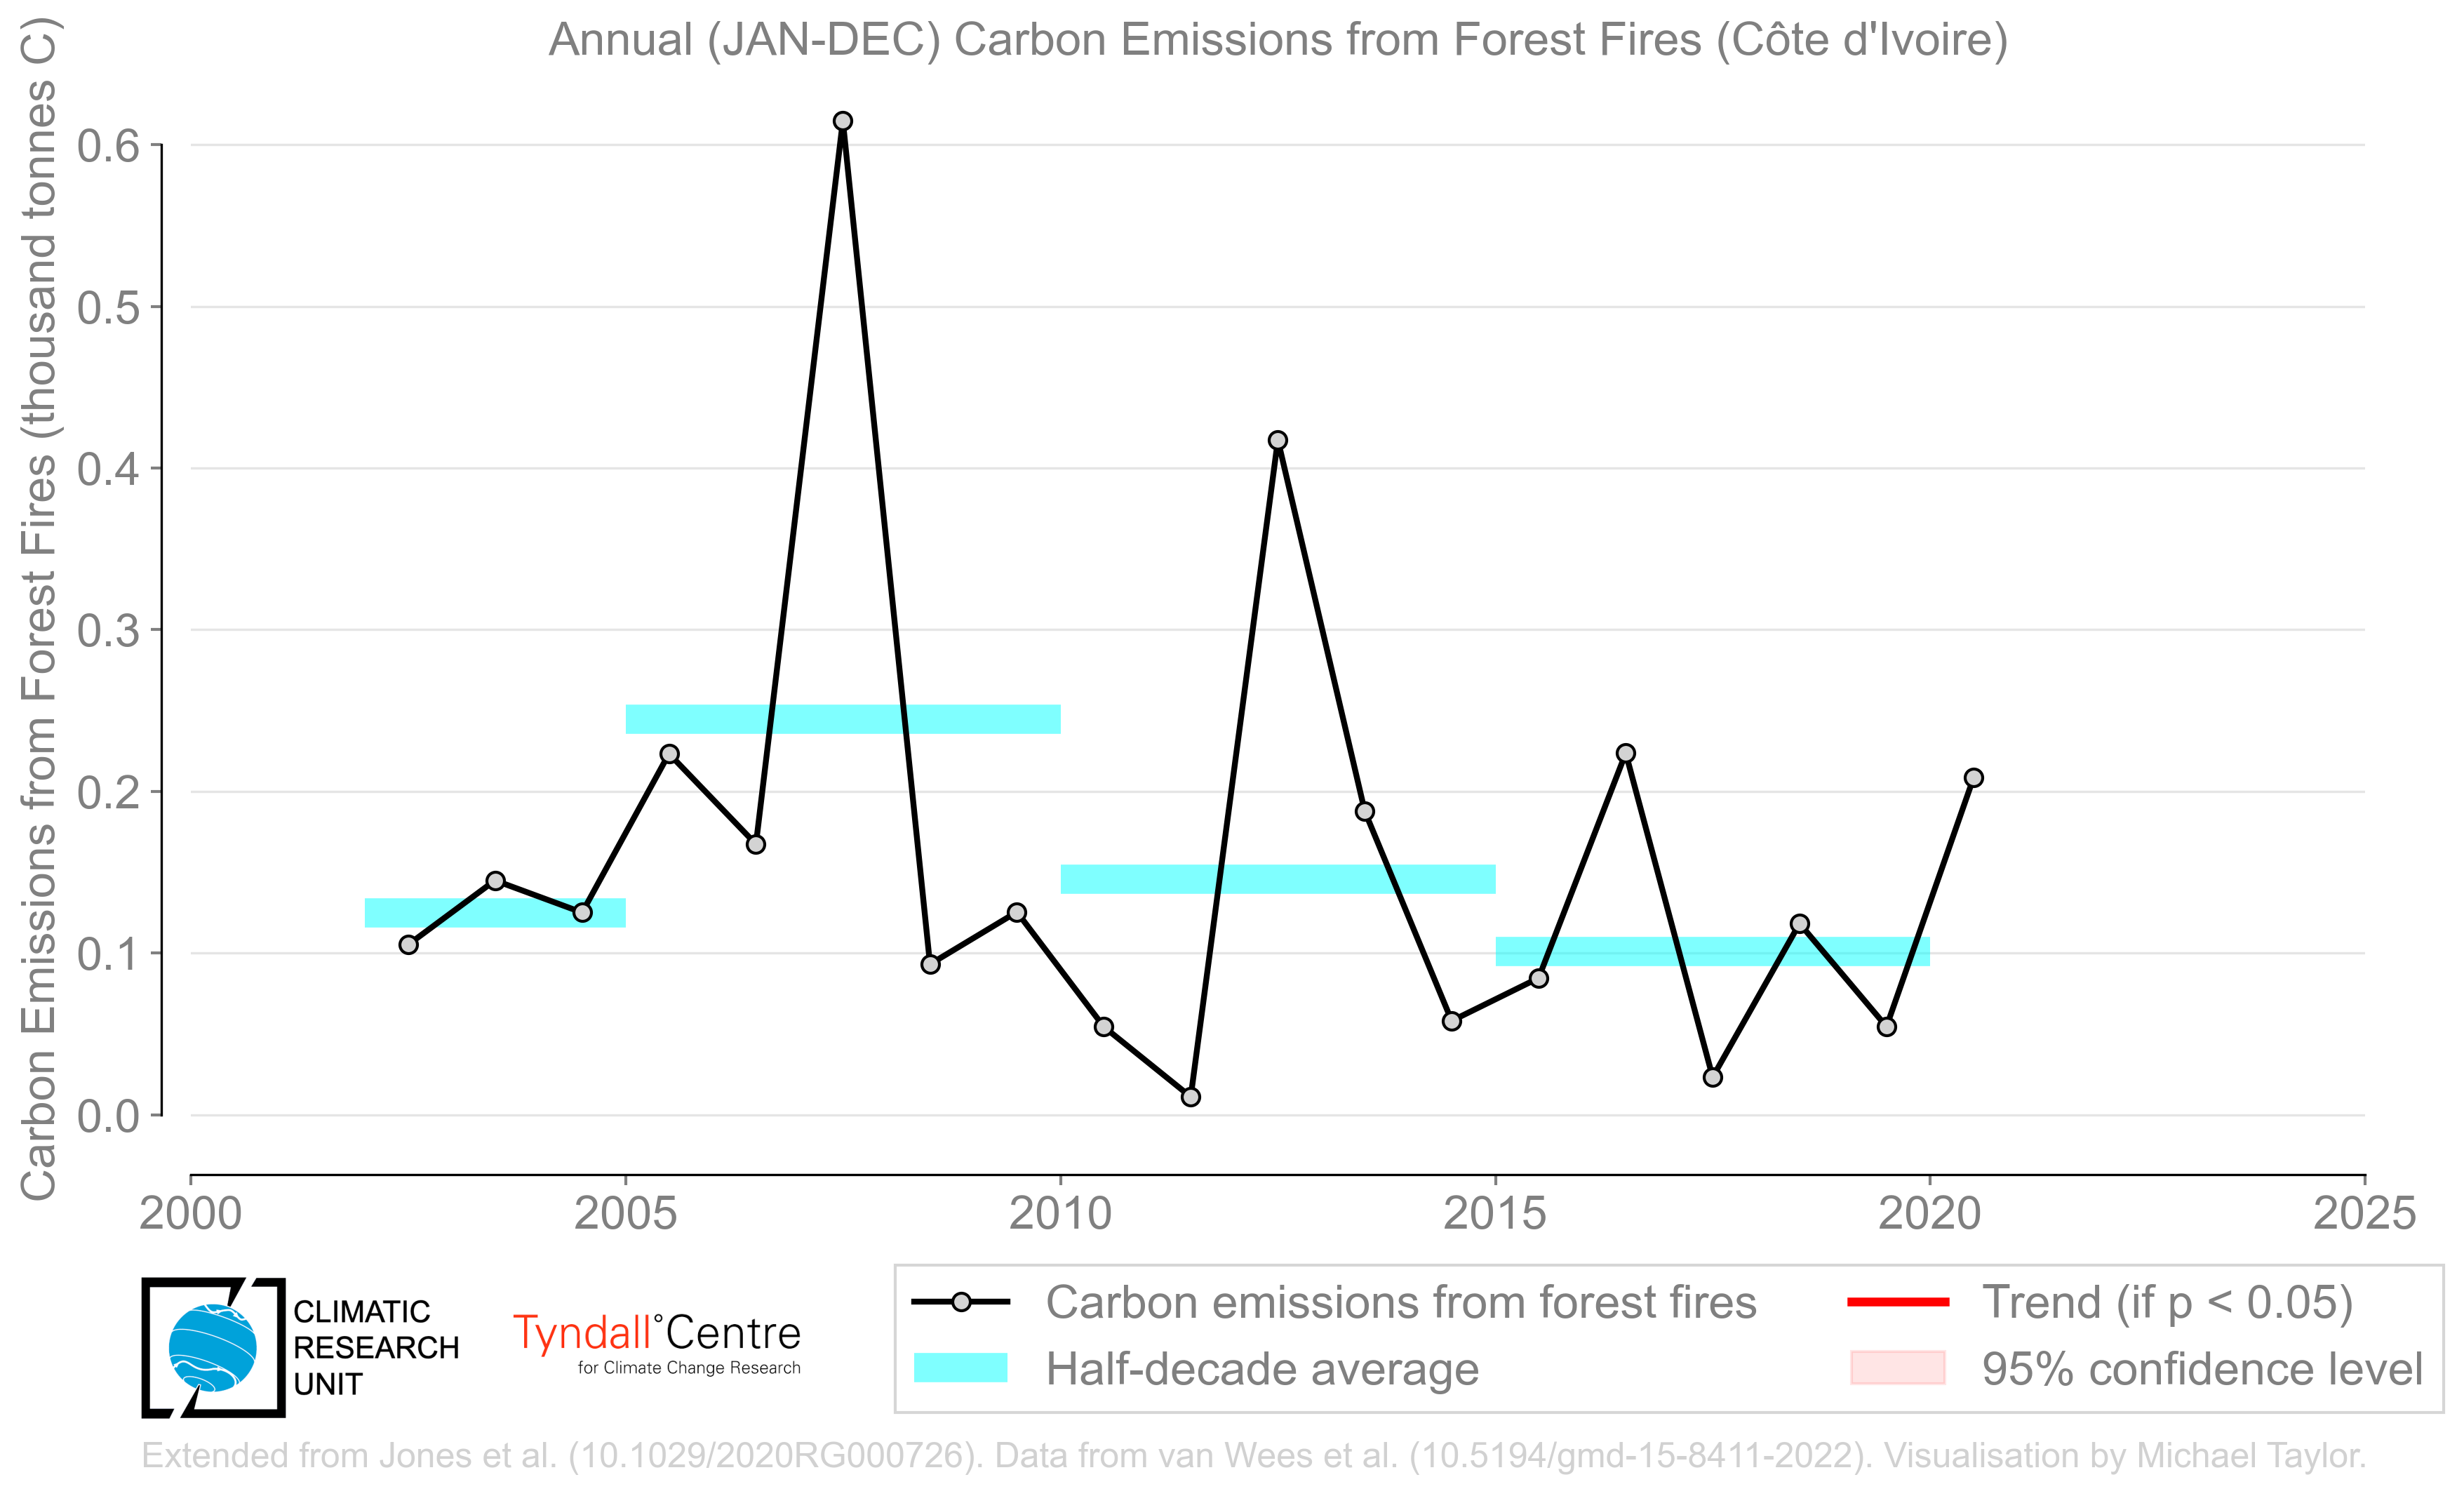 Annual (JAN-DEC) Carbon Emissions from Forest Fires (Côte d'Ivoire)
Carbon Emissions from Forest Fires (thousand tonnes C)
0.6
0.5
0.4
0.3
0.2
0.1
0.0
2000 2005 2010 2015 2020 2025
CLIMATIC
RESEARCH
UNIT
Tyndall°Centre
for Climate Change Research
Carbon emissions from forest fires
Half-decade average
Trend (if p < 0.05)
95% confidence level
Extended from Jones et al. (10.1029/2020RG000726). Data from van Wees et al. (10.5194/gmd-15-8411-2022). Visualisation by Michael Taylor.